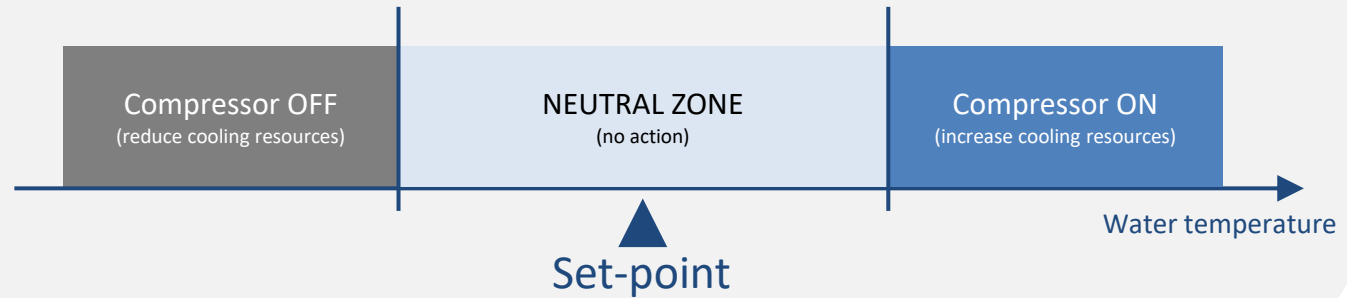 Compressor OFF
(reduce cooling resources)
NEUTRAL ZONE
(no action)
Compressor ON
(increase cooling resources)
Water temperature
Set-point